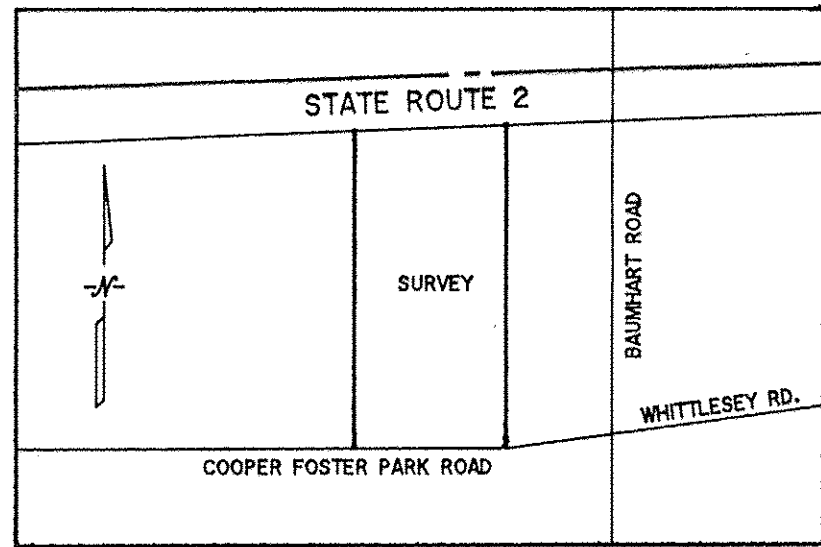 STATE ROUTE 2
-N-
SURVEY
BAUMHART ROAD
WHITTLESEY RD.
COOPER FOSTER PARK ROAD